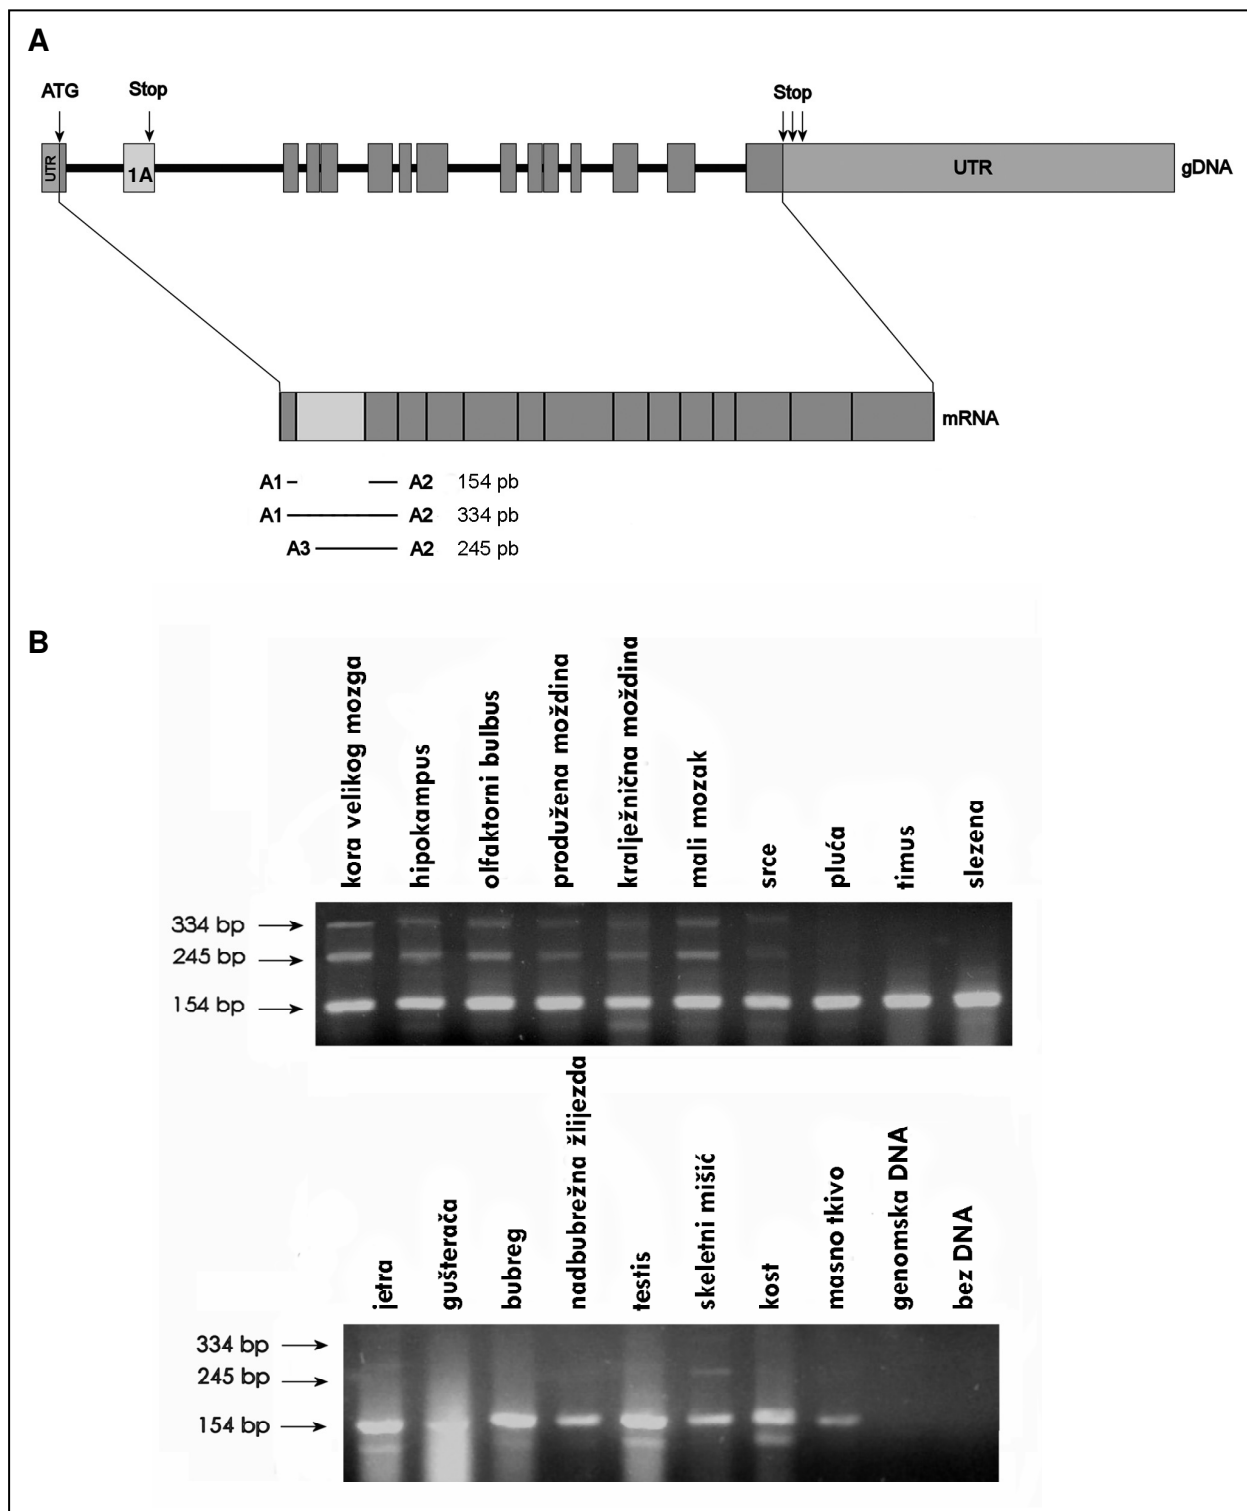 A
ATG
Stop
Stop
UTR
1A
UTR
gDNA
mRNA
A1 A2 154 pb
A1 A2 334 pb
A3 A2 245 pb
B
kora velikog mozga
hipokampus
olfaktorni bulbus
produžena moždina
kralježnična moždina
mali mozak
srce
pluća
timus
slezena
334 bp
245 bp
154 bp
jetra
gušterača
bubreg
nadbubrežna žlijezda
testis
skeletni mišić
kost
masno tkivo
genomska DNA
bez DNA
334 bp
245 bp
154 bp